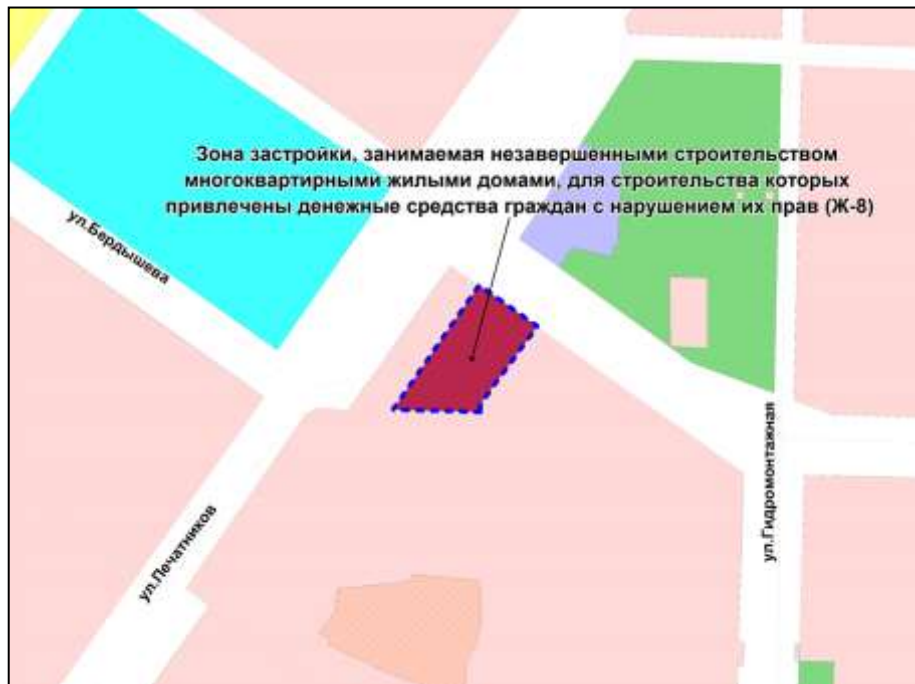 Зона застройки, занимаемая незавершенными строительством
многоквартирными жилыми домами, для строительства которых
привлечены денежные средства граждан с нарушением их прав (Ж-8)
ул.Бердышева
ул.Печатников
ул.Гидромонтажная